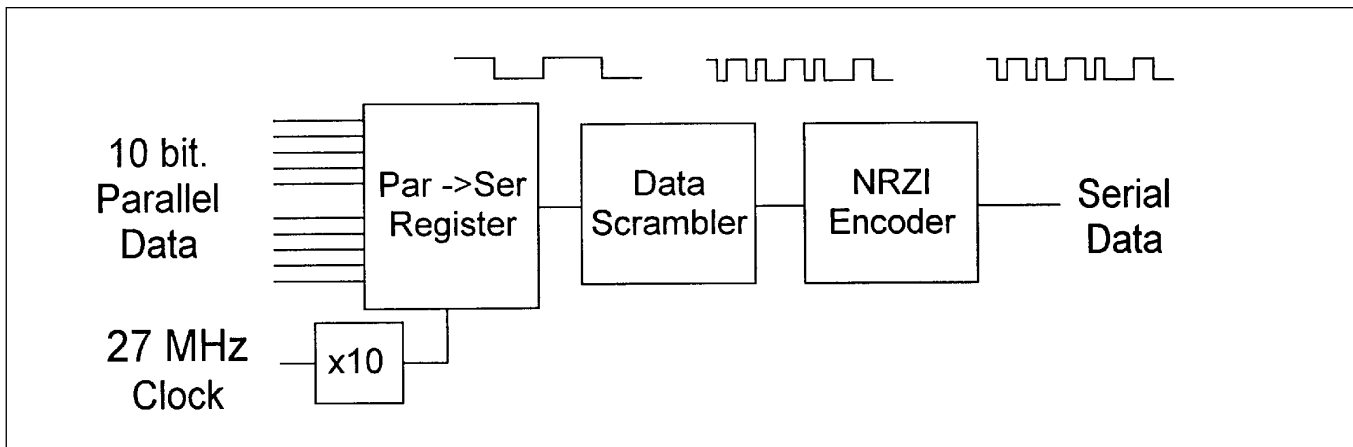 10 bit.
Parallel
Data
Par ->Ser
Register
Data
Scrambler
NRZI
Encoder
Serial
Data
27 MHz
Clock
x10